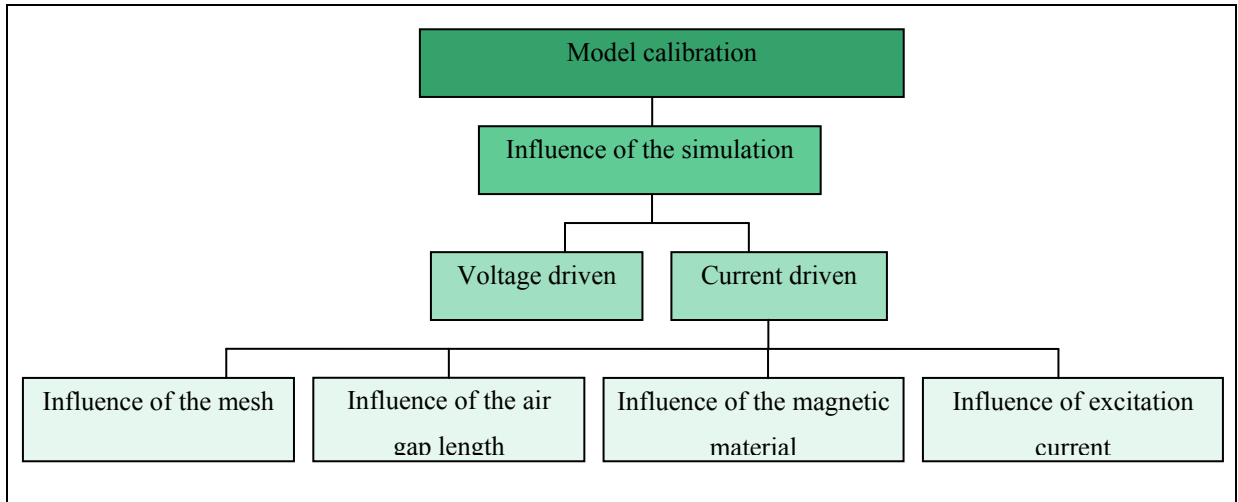 Model calibration
Influence of the simulation
Voltage driven
Current driven
Influence of the mesh
Influence of the air
gap length
Influence of the magnetic
material
Influence of excitation
current